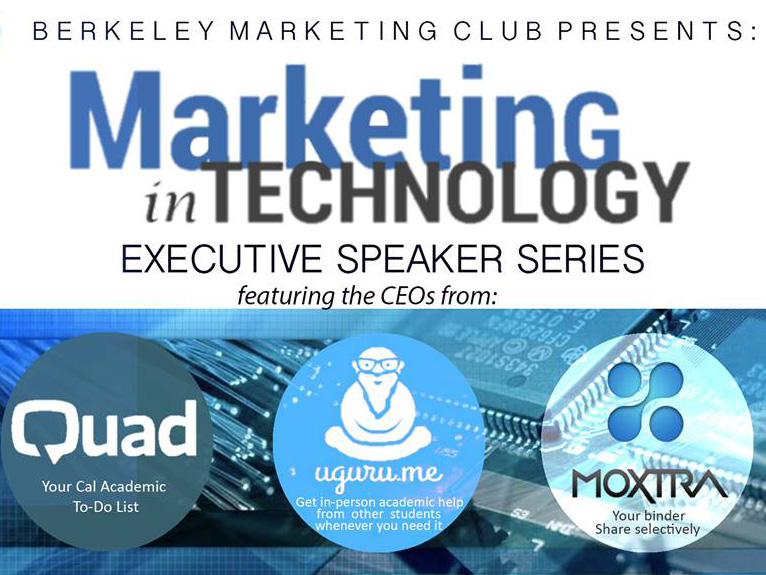 BERKELEY MARKETING CLUB PRESENTS:
Marketing
in TECHNOLOGY
EXECUTIVE SPEAKER SERIES
featuring the CEOs from:
Quad
Your Cal Academic
To-Do List
uguru.me
Get in-person academic help
from other students
whenever you need it
MOXTRA
Your binder
Share selectively